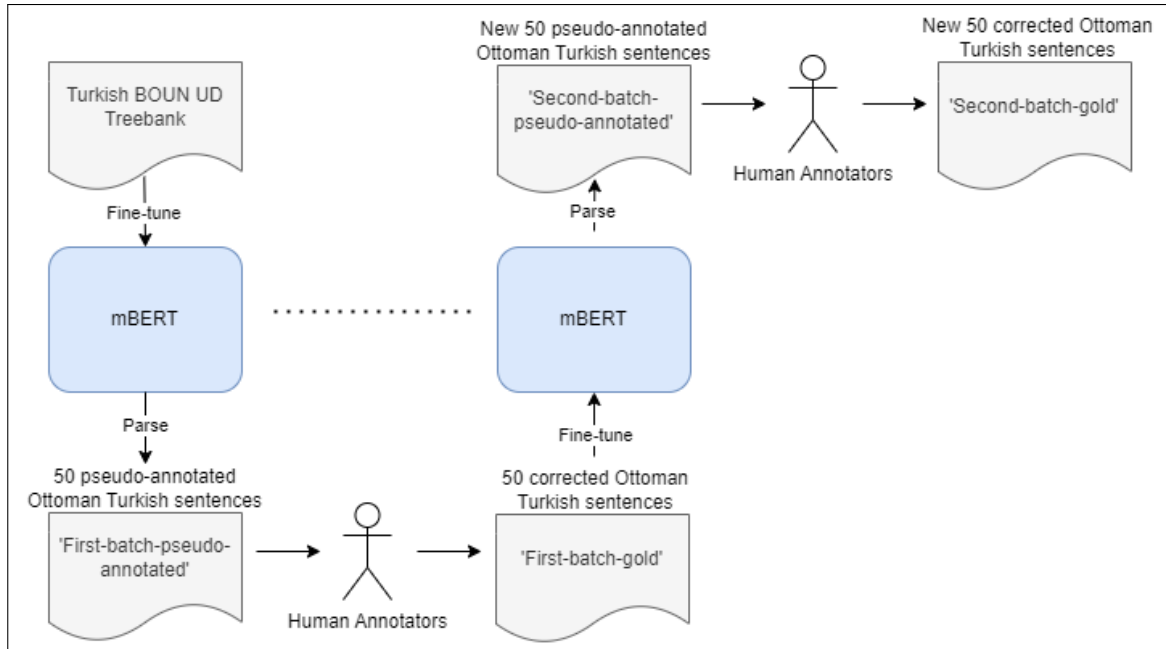 Turkish BOUN UD
Treebank
Fine-tune
mBERT
Parse
50 pseudo-annotated
Ottoman Turkish sentences
'First-batch-pseudo-
annotated'
Human Annotators
50 corrected Ottoman
Turkish sentences
'First-batch-gold'
Fine-tune
mBERT
Parse
New 50 pseudo-annotated
Ottoman Turkish sentences
'Second-batch-
pseudo-annotated'
Human Annotators
New 50 corrected Ottoman
Turkish sentences
'Second-batch-gold'